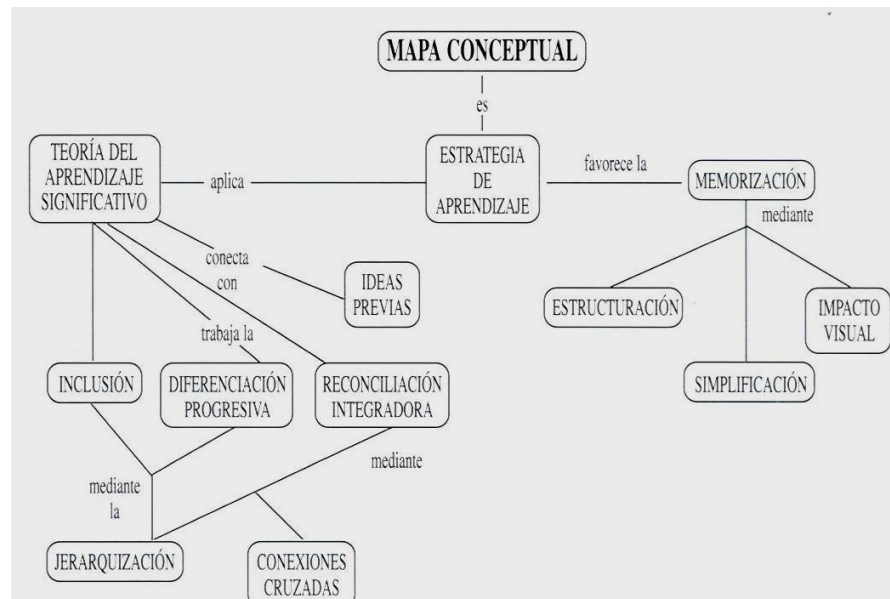 MAPA CONCEPTUAL
es
TEORÍA DEL
APRENDIZAJE
SIGNIFICATIVO
aplica
ESTRATEGIA
DE
APRENDIZAJE
favorece la
MEMORIZACIÓN
mediante
conecta
con
IDEAS
PREVIAS
trabaja la
ESTRUCTURACIÓN
IMPACTO
VISUAL
SIMPLIFICACIÓN
INCLUSIÓN
DIFERENCIACIÓN
PROGRESIVA
RECONCILIACIÓN
INTEGRADORA
mediante
la
mediante
JERARQUIZACIÓN
CONEXIONES
CRUZADAS